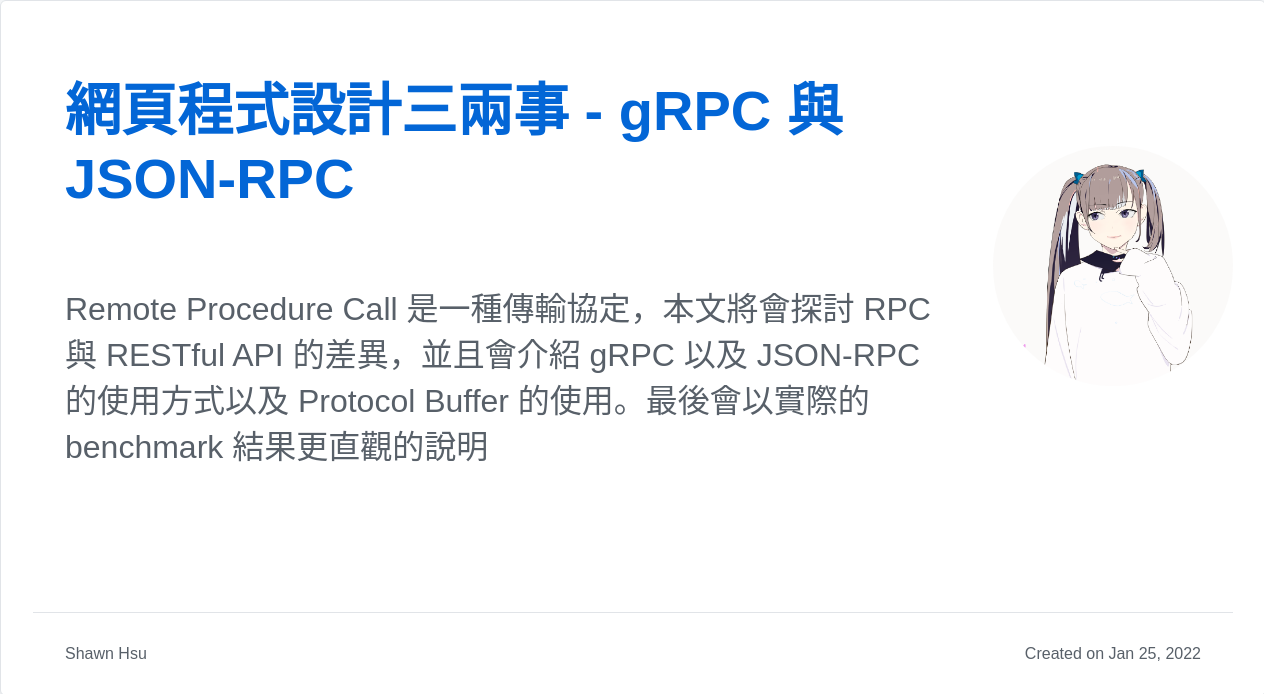 網頁程式設計三兩事 - gRPC 與
JSON-RPC
Remote Procedure Call 是一種傳輸協定，本文將會探討 RPC
與 RESTful API 的差異，並且會介紹 gRPC 以及 JSON-RPC
的使用方式以及 Protocol Buffer 的使用。最後會以實際的
benchmark 結果更直觀的說明
Shawn Hsu
Created on Jan 25, 2022